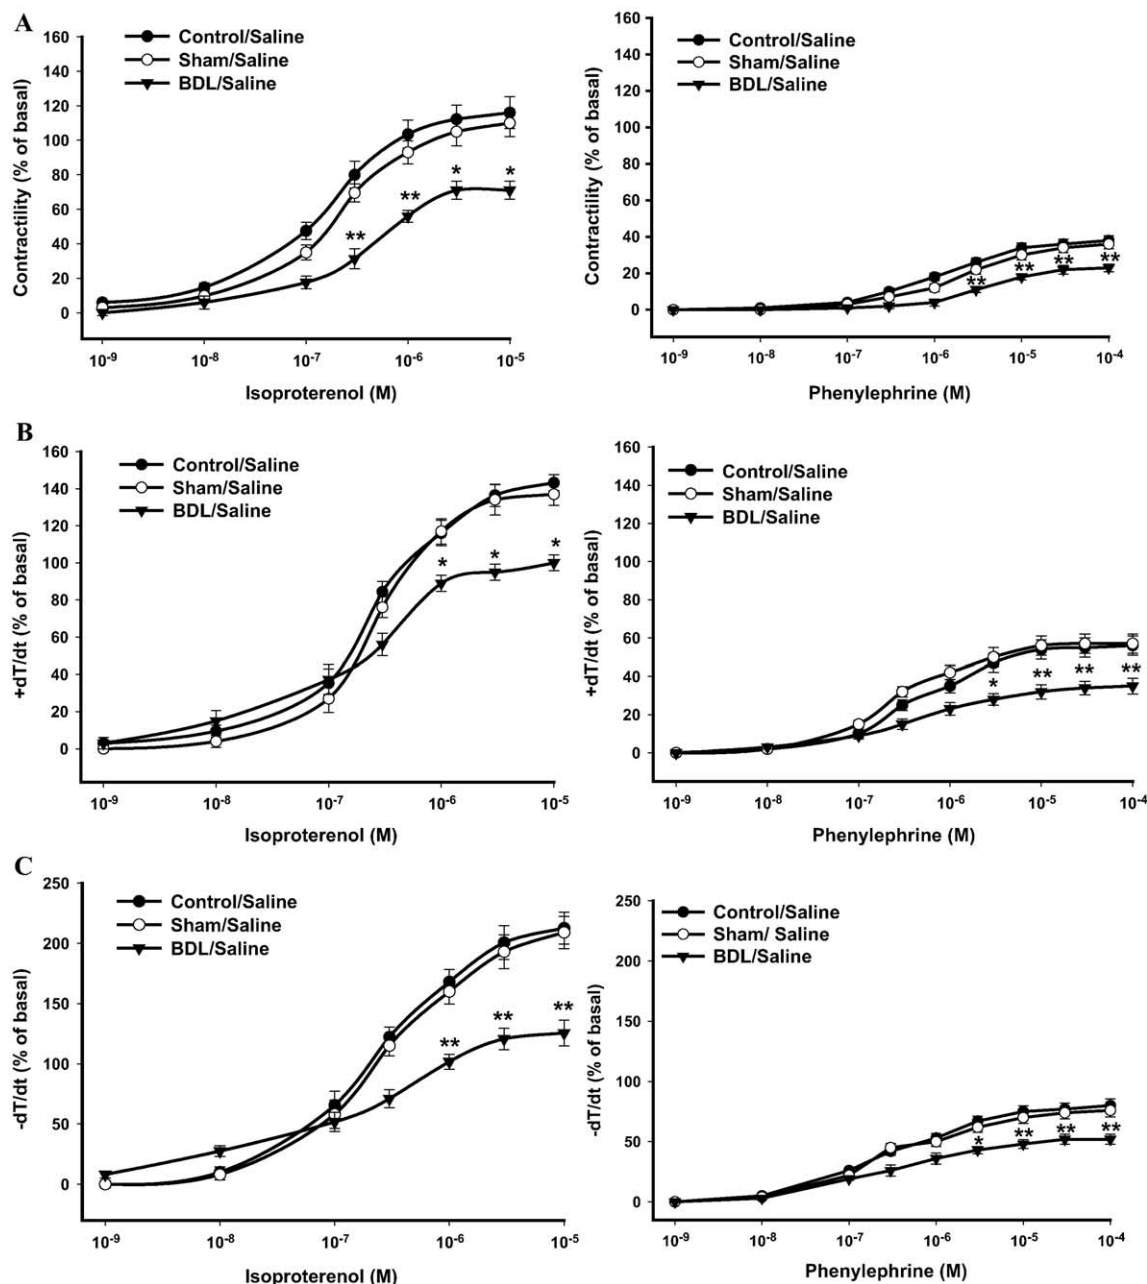 A
Control/Saline
Sham/Saline
BDL/Saline
Contractility (% of basal)
160
140
120
100
80
60
40
20
0
** ** * *
10⁻⁹ 10⁻⁸ 10⁻⁷ 10⁻⁶ 10⁻⁵
Isoproterenol (M)
Control/Saline
Sham/Saline
BDL/Saline
Contractility (% of basal)
160
140
120
100
80
60
40
20
0
** ** ** **
10⁻⁹ 10⁻⁸ 10⁻⁷ 10⁻⁶ 10⁻⁵ 10⁻⁴
Phenylephrine (M)
B
Control/Saline
Sham/Saline
BDL/Saline
+dT/dt (% of basal)
160
140
120
100
80
60
40
20
0
* * *
10⁻⁹ 10⁻⁸ 10⁻⁷ 10⁻⁶ 10⁻⁵
Isoproterenol (M)
Control/Saline
Sham/Saline
BDL/Saline
+dT/dt (% of basal)
160
140
120
100
80
60
40
20
0
* ** ** **
10⁻⁹ 10⁻⁸ 10⁻⁷ 10⁻⁶ 10⁻⁵ 10⁻⁴
Phenylephrine (M)
C
Control/Saline
Sham/Saline
BDL/Saline
-dT/dt (% of basal)
250
200
150
100
50
0
** ** **
10⁻⁹ 10⁻⁸ 10⁻⁷ 10⁻⁶ 10⁻⁵
Isoproterenol (M)
Control/Saline
Sham/ Saline
BDL/Saline
-dT/dt (% of basal)
250
200
150
100
50
0
* ** ** **
10⁻⁹ 10⁻⁸ 10⁻⁷ 10⁻⁶ 10⁻⁵ 10⁻⁴
Phenylephrine (M)